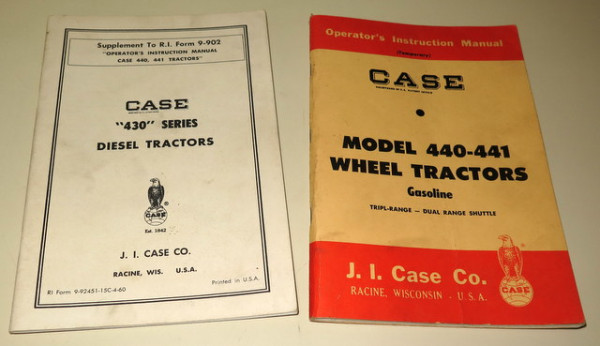 Supplement To R.I. Form 9-902
"OPERATOR'S INSTRUCTION MANUAL
CASE 440, 441 TRACTORS"
CASE
"430" SERIES
DIESEL TRACTORS
CASE
Est. 1842
J. I. CASE CO.
RACINE, WIS. U.S.A.
RI Form 9-92451-15C-4-60
Printed in U.S.A.
Operator's Instruction Manual
(Temporary)
CASE
MODEL 440-441
WHEEL TRACTORS
Gasoline
TRIPL-RANGE — DUAL RANGE SHUTTLE
CASE
J. I. Case Co.
RACINE, WISCONSIN - U.S.A.